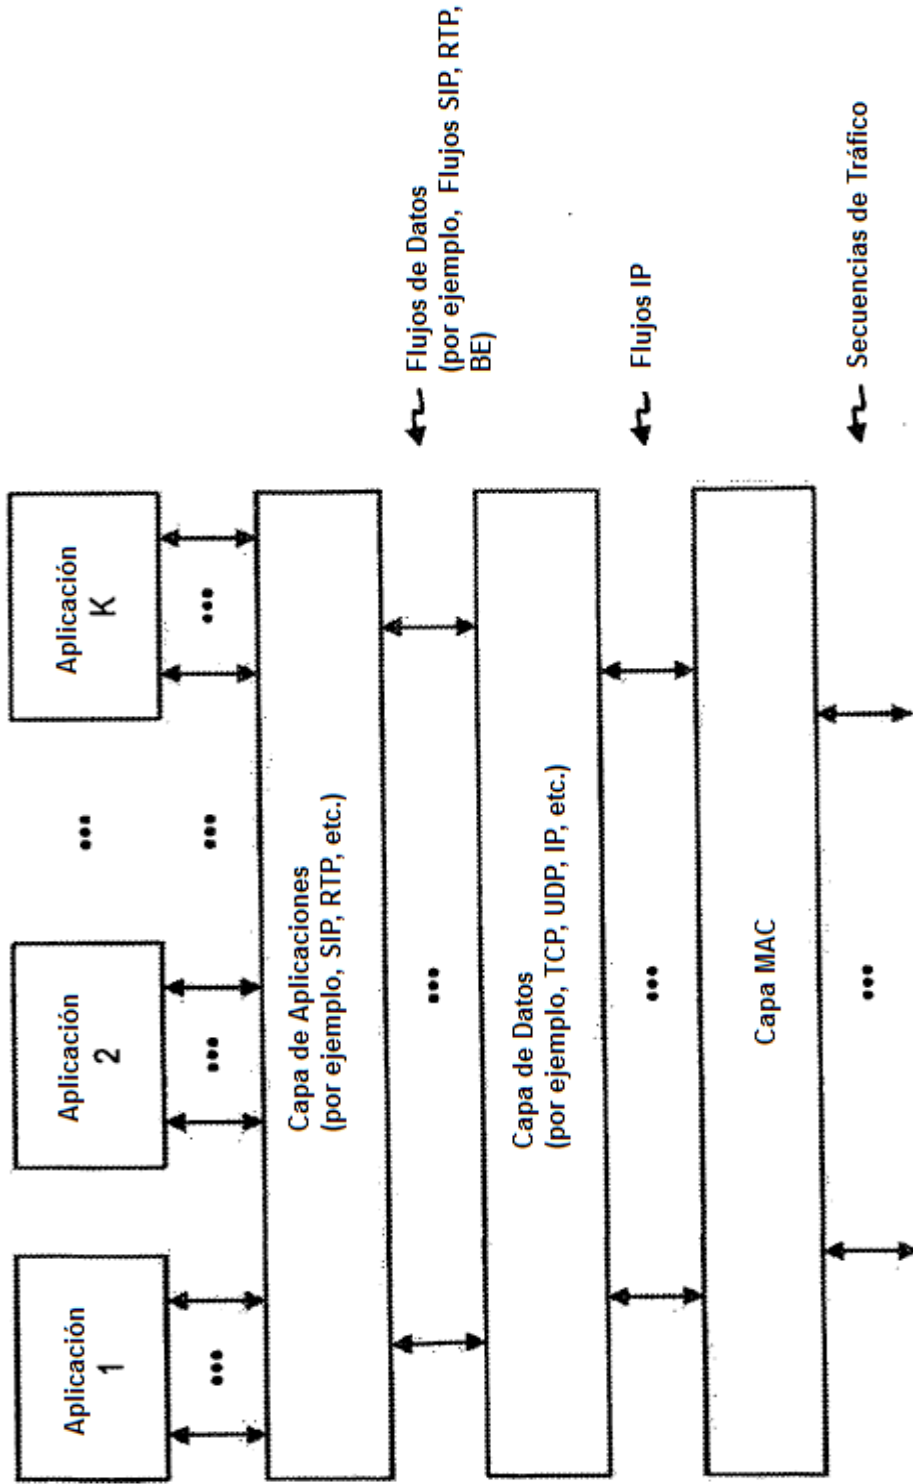 Aplicación
1
Aplicación
2
•••
Aplicación
K
•••
•••
•••
•••
Capa de Aplicaciones
(por ejemplo, SIP, RTP, etc.)
•••
Flujos de Datos
(por ejemplo, Flujos SIP, RTP,
BE)
Capa de Datos
(por ejemplo, TCP, UDP, IP, etc.)
•••
Flujos IP
Capa MAC
•••
Secuencias de Tráfico